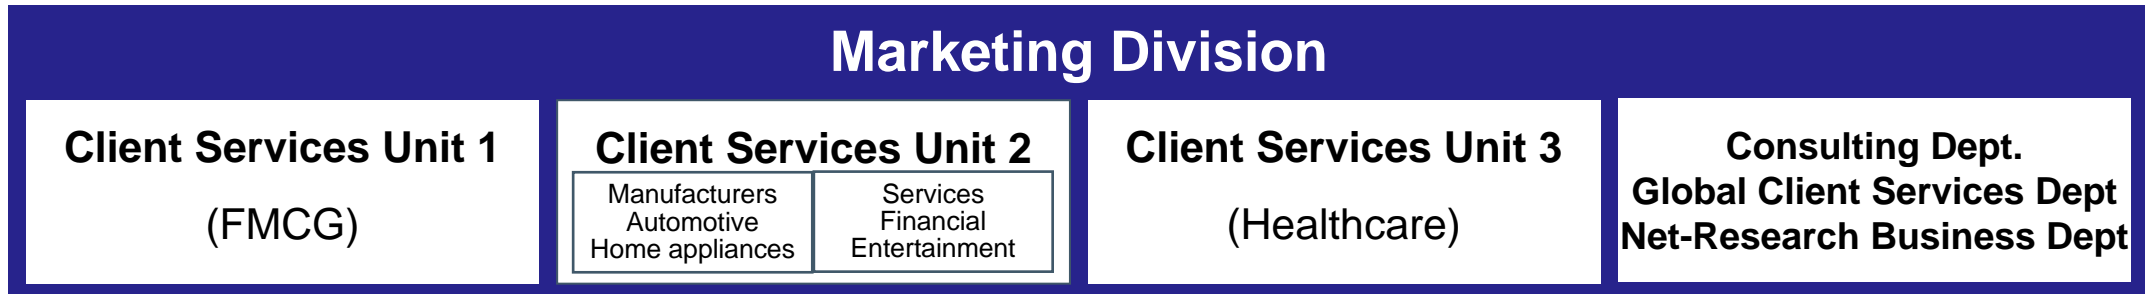 Marketing Division
Client Services Unit 1
(FMCG)
Client Services Unit 2
Manufacturers
Automotive
Home appliances
Services
Financial
Entertainment
Client Services Unit 3
(Healthcare)
Consulting Dept.
Global Client Services Dept
Net-Research Business Dept